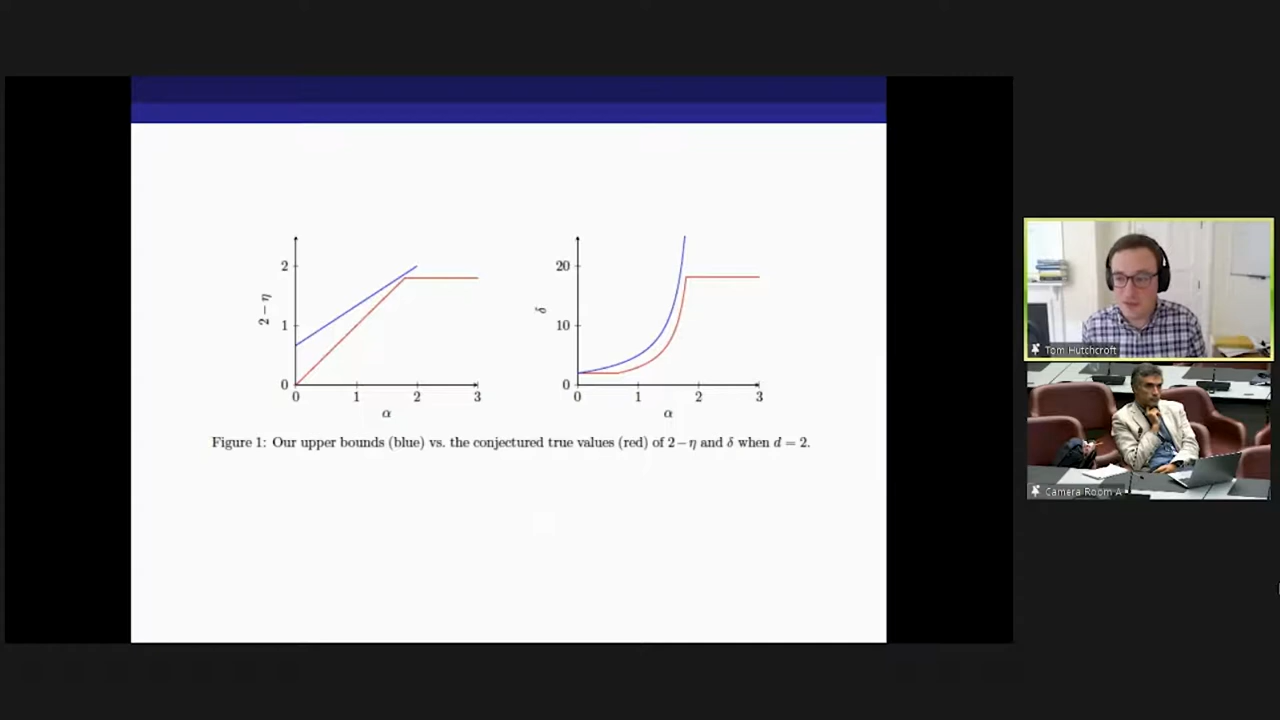 2
1
0
2 − η
0
1
2
3
α
20
10
0
δ
0
1
2
3
α
Figure 1: Our upper bounds (blue) vs. the conjectured true values (red) of 2−η and δ when d = 2.
Tom Hutchcroft
Camera Room A